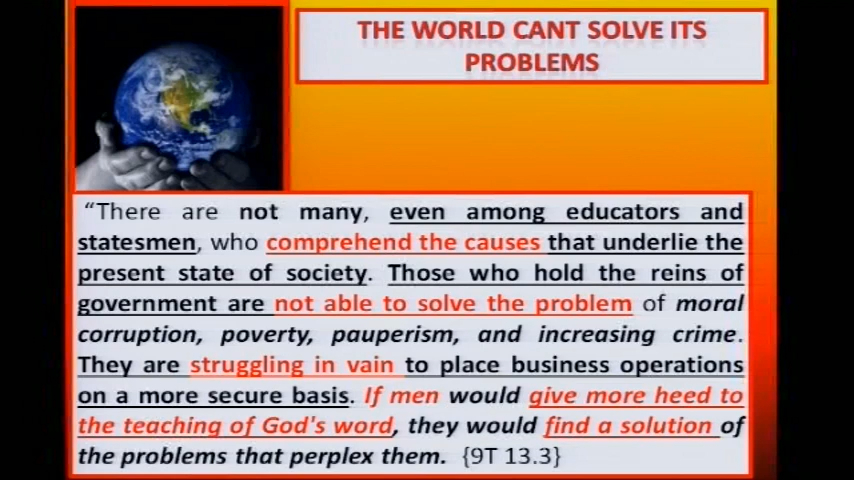 THE WORLD CANT SOLVE ITS
PROBLEMS
“There are not many, even among educators and
statesmen, who comprehend the causes that underlie the
present state of society. Those who hold the reins of
government are not able to solve the problem of moral
corruption, poverty, pauperism, and increasing crime.
They are struggling in vain to place business operations
on a more secure basis. If men would give more heed to
the teaching of God's word, they would find a solution of
the problems that perplex them. {9T 13.3}